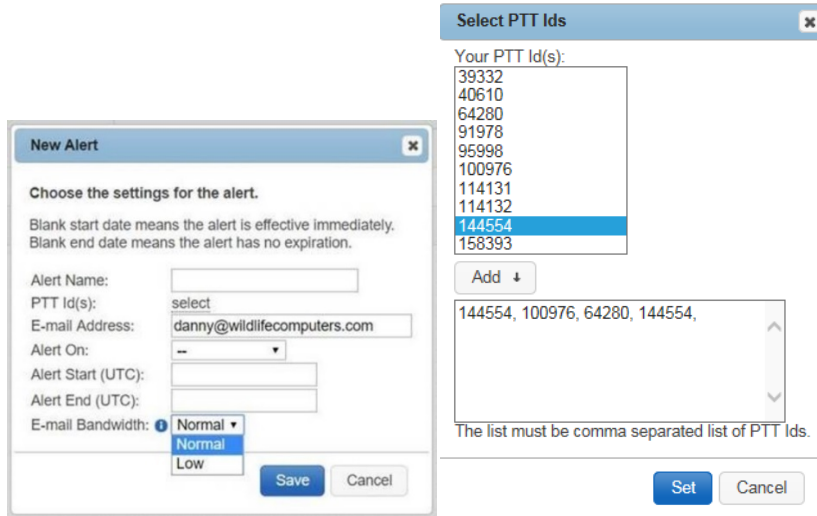 New Alert
Choose the settings for the alert.
Blank start date means the alert is effective immediately.
Blank end date means the alert has no expiration.
Alert Name:
PTT Id(s): select
E-mail Address: danny@wildlifecomputers.com
Alert On: --
Alert Start (UTC):
Alert End (UTC):
E-mail Bandwidth: Normal
Normal
Low
Save Cancel
Select PTT Ids
Your PTT Id(s):
39332
40610
64280
91978
95998
100976
114131
114132
144554
158393
Add
144554, 100976, 64280, 144554,
The list must be comma separated list of PTT Ids.
Set Cancel